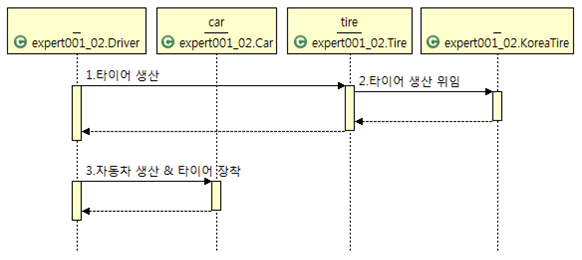 car
tire
expert001_02.Driver
expert001_02.Car
expert001_02.Tire
expert001_02.KoreaTire
1.타이어 생산
2.타이어 생산 위임
3.자동차 생산 & 타이어 장착